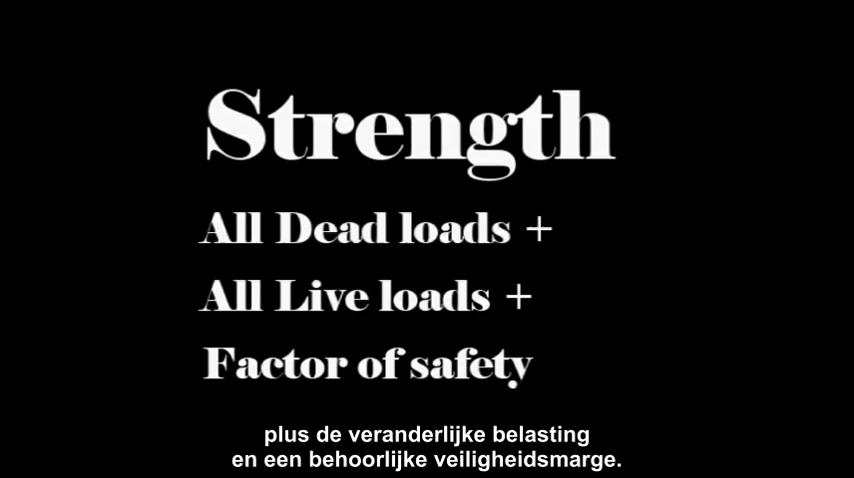 Strength
All Dead loads +
All Live loads +
Factor of safety
plus de veranderlijke belasting
en een behoorlijke veiligheidsmarge.